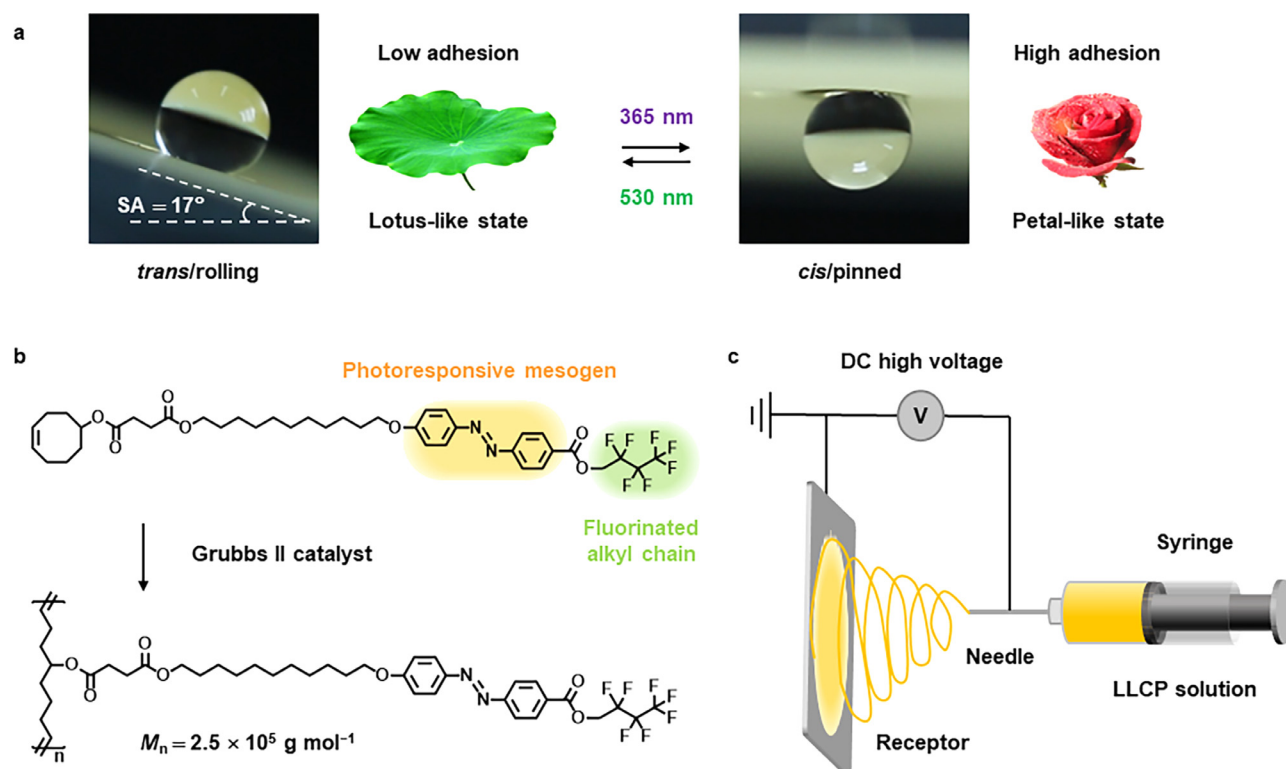 a
Low adhesion
High adhesion
365 nm
530 nm
SA = 17°
Lotus-like state
Petal-like state
trans/rolling
cis/pinned
b
Photoresponsive mesogen
O
O
O
O
O
N
N
O
O
F
F
F
F
F
F
F
Fluorinated
alkyl chain
Grubbs II catalyst
n
O
O
O
O
O
N
N
O
O
F
F
F
F
F
F
F
Mn = 2.5 × 10⁵ g mol⁻¹
c
DC high voltage
V
Syringe
Needle
LLCP solution
Receptor